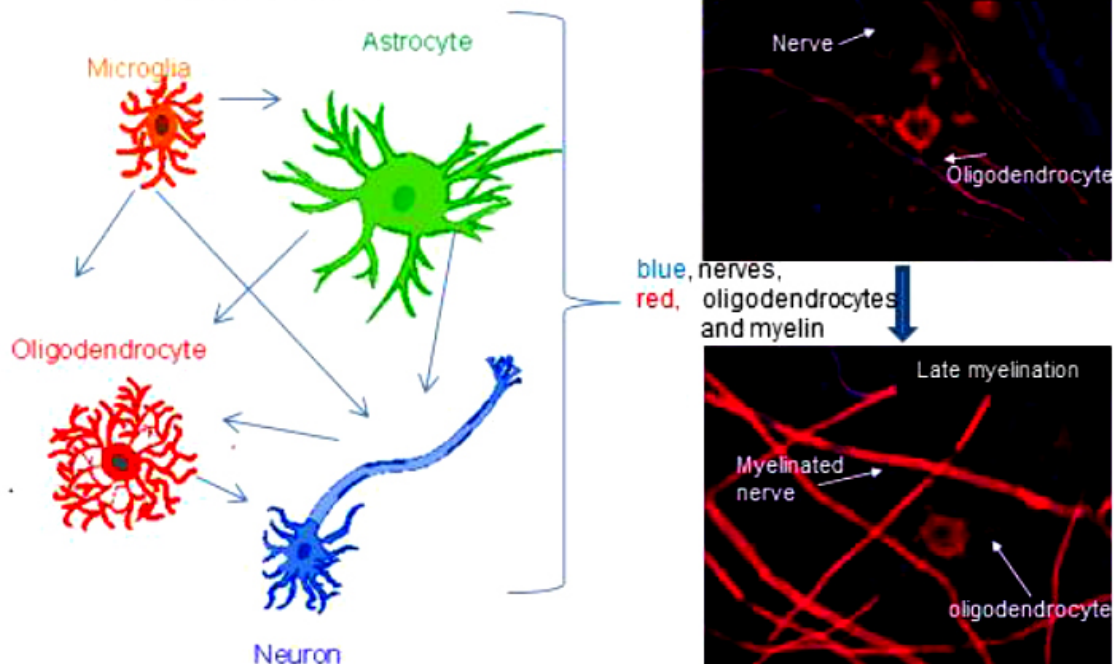 Astrocyte
Microglia
Oligodendrocyte
Neuron
blue, nerves,
red, oligodendrocytes
and myelin
Nerve
Oligodendrocyte
Late myelination
Myelinated
nerve
oligodendrocyte